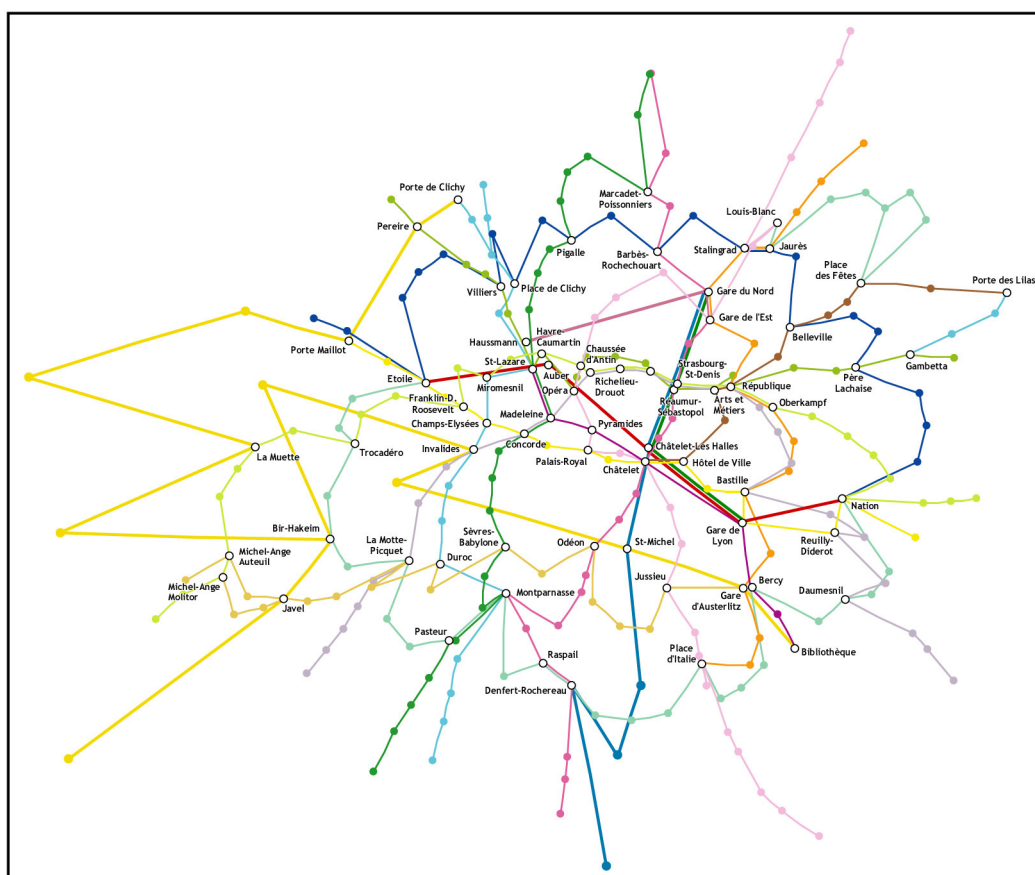 Porte de Clichy
Pereire
Marcadet-
Poissonniers
Louis-Blanc
Stalingrad
Jaurès
Pigalle
Barbès-
Rochechouart
Place
des Fêtes
Porte des Lilas
Villiers
Place de Clichy
Gare du Nord
Gare de l'Est
Belleville
Porte Maillot
Haussmann
Havre-
Caumartin
Chaussée
d'Antin
St-Lazare
Auber
Strasbourg-
St-Denis
Etoile
Miromesnil
Opéra
Richelieu-
Drouot
République
Père
Lachaise
Gambetta
Franklin-D.
Roosevelt
Réaumur-
Sébastopol
Arts et
Métiers
Oberkampf
Champs-Elysées
Madeleine
Pyramides
Concorde
La Muette
Trocadéro
Invalides
Palais-Royal
Châtelet-Les Halles
Châtelet
Hôtel de Ville
Bastille
Nation
Bir-Hakeim
Gare de
Lyon
Reuilly-
Diderot
La Motte-
Picquet
Sèvres-
Babylone
Duroc
Odéon
St-Michel
Michel-Ange
Auteuil
Michel-Ange
Molitor
Javel
Montparnasse
Jussieu
Gare
d'Austerlitz
Bercy
Daumesnil
Pasteur
Raspail
Place
d'Italie
Bibliothèque
Denfert-Rochereau